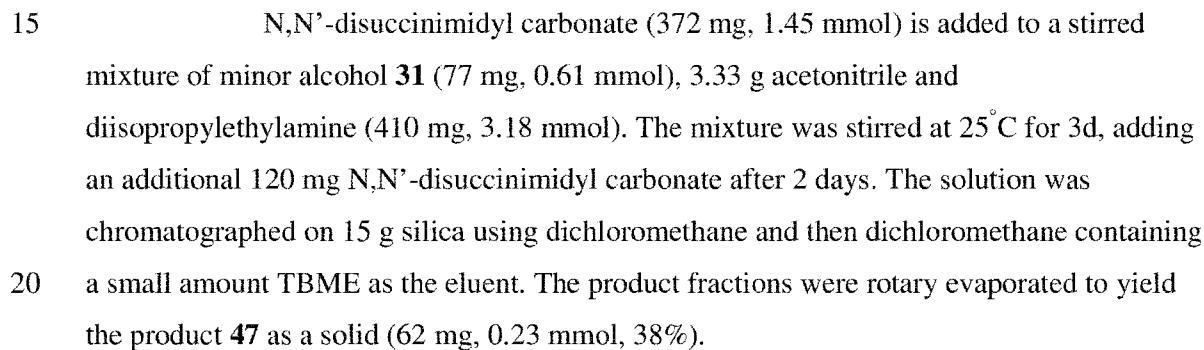 15 N,N’-disuccinimidyl carbonate (372 mg, 1.45 mmol) is added to a stirred
mixture of minor alcohol 31 (77 mg, 0.61 mmol), 3.33 g acetonitrile and
diisopropylethylamine (410 mg, 3.18 mmol). The mixture was stirred at 25°C for 3d, adding
an additional 120 mg N,N’-disuccinimidyl carbonate after 2 days. The solution was
chromatographed on 15 g silica using dichloromethane and then dichloromethane containing
20 a small amount TBME as the eluent. The product fractions were rotary evaporated to yield
the product 47 as a solid (62 mg, 0.23 mmol, 38%).